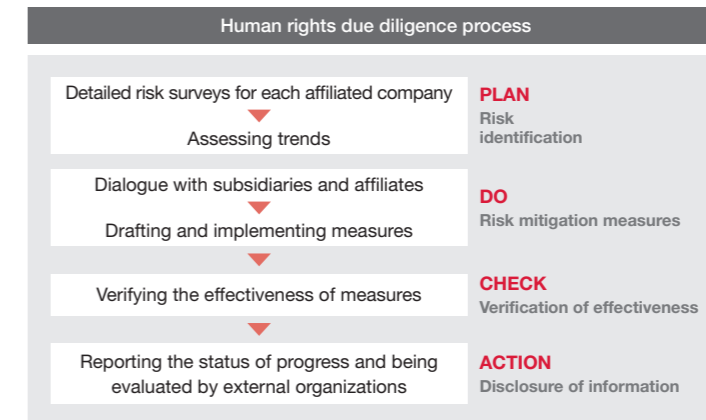 Human rights due diligence process
Detailed risk surveys for each affiliated company
Assessing trends
PLAN
Risk
identification
Dialogue with subsidiaries and affiliates
Drafting and implementing measures
DO
Risk mitigation measures
Verifying the effectiveness of measures
CHECK
Verification of effectiveness
Reporting the status of progress and being
evaluated by external organizations
ACTION
Disclosure of information